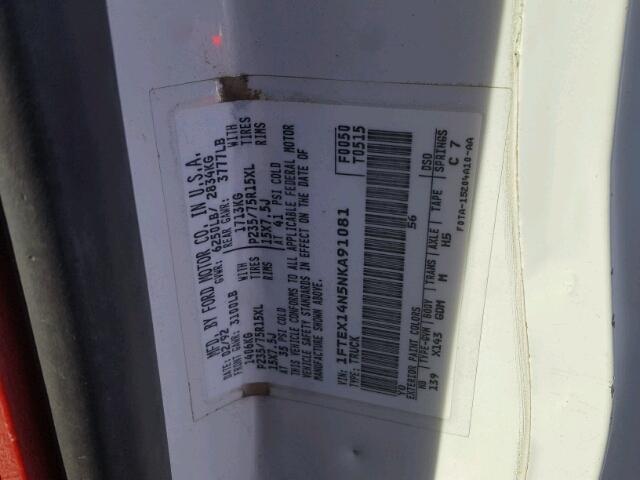 MFD. BY FORD MOTOR CO. IN U.S.A.
DATE: 02/92 GVWR: 6250LB/ 2834KG
FRONT GAWR: 3100LB REAR GAWR: 3777LB
1406KG WITH 1713KG WITH
P235/75R15XL TIRES P235/75R15XL TIRES
15X7.5J RIMS 15X7.5J RIMS
AT 35 PSI COLD AT 41 PSI COLD
THIS VEHICLE CONFORMS TO ALL APPLICABLE FEDERAL MOTOR
VEHICLE SAFETY STANDARDS IN EFFECT ON THE DATE OF
MANUFACTURE SHOWN ABOVE.
F0050
T0515
VIN: 1FTEX14N5NKA91081
TYPE: TRUCK
YO 56
EXTERIOR PAINT COLORS DSO
WB TYPE-GVW BODY TRANS AXLE TAPE SPRINGS
139 X143 GDM M H5 C 7
F0TA-15204A10-AA